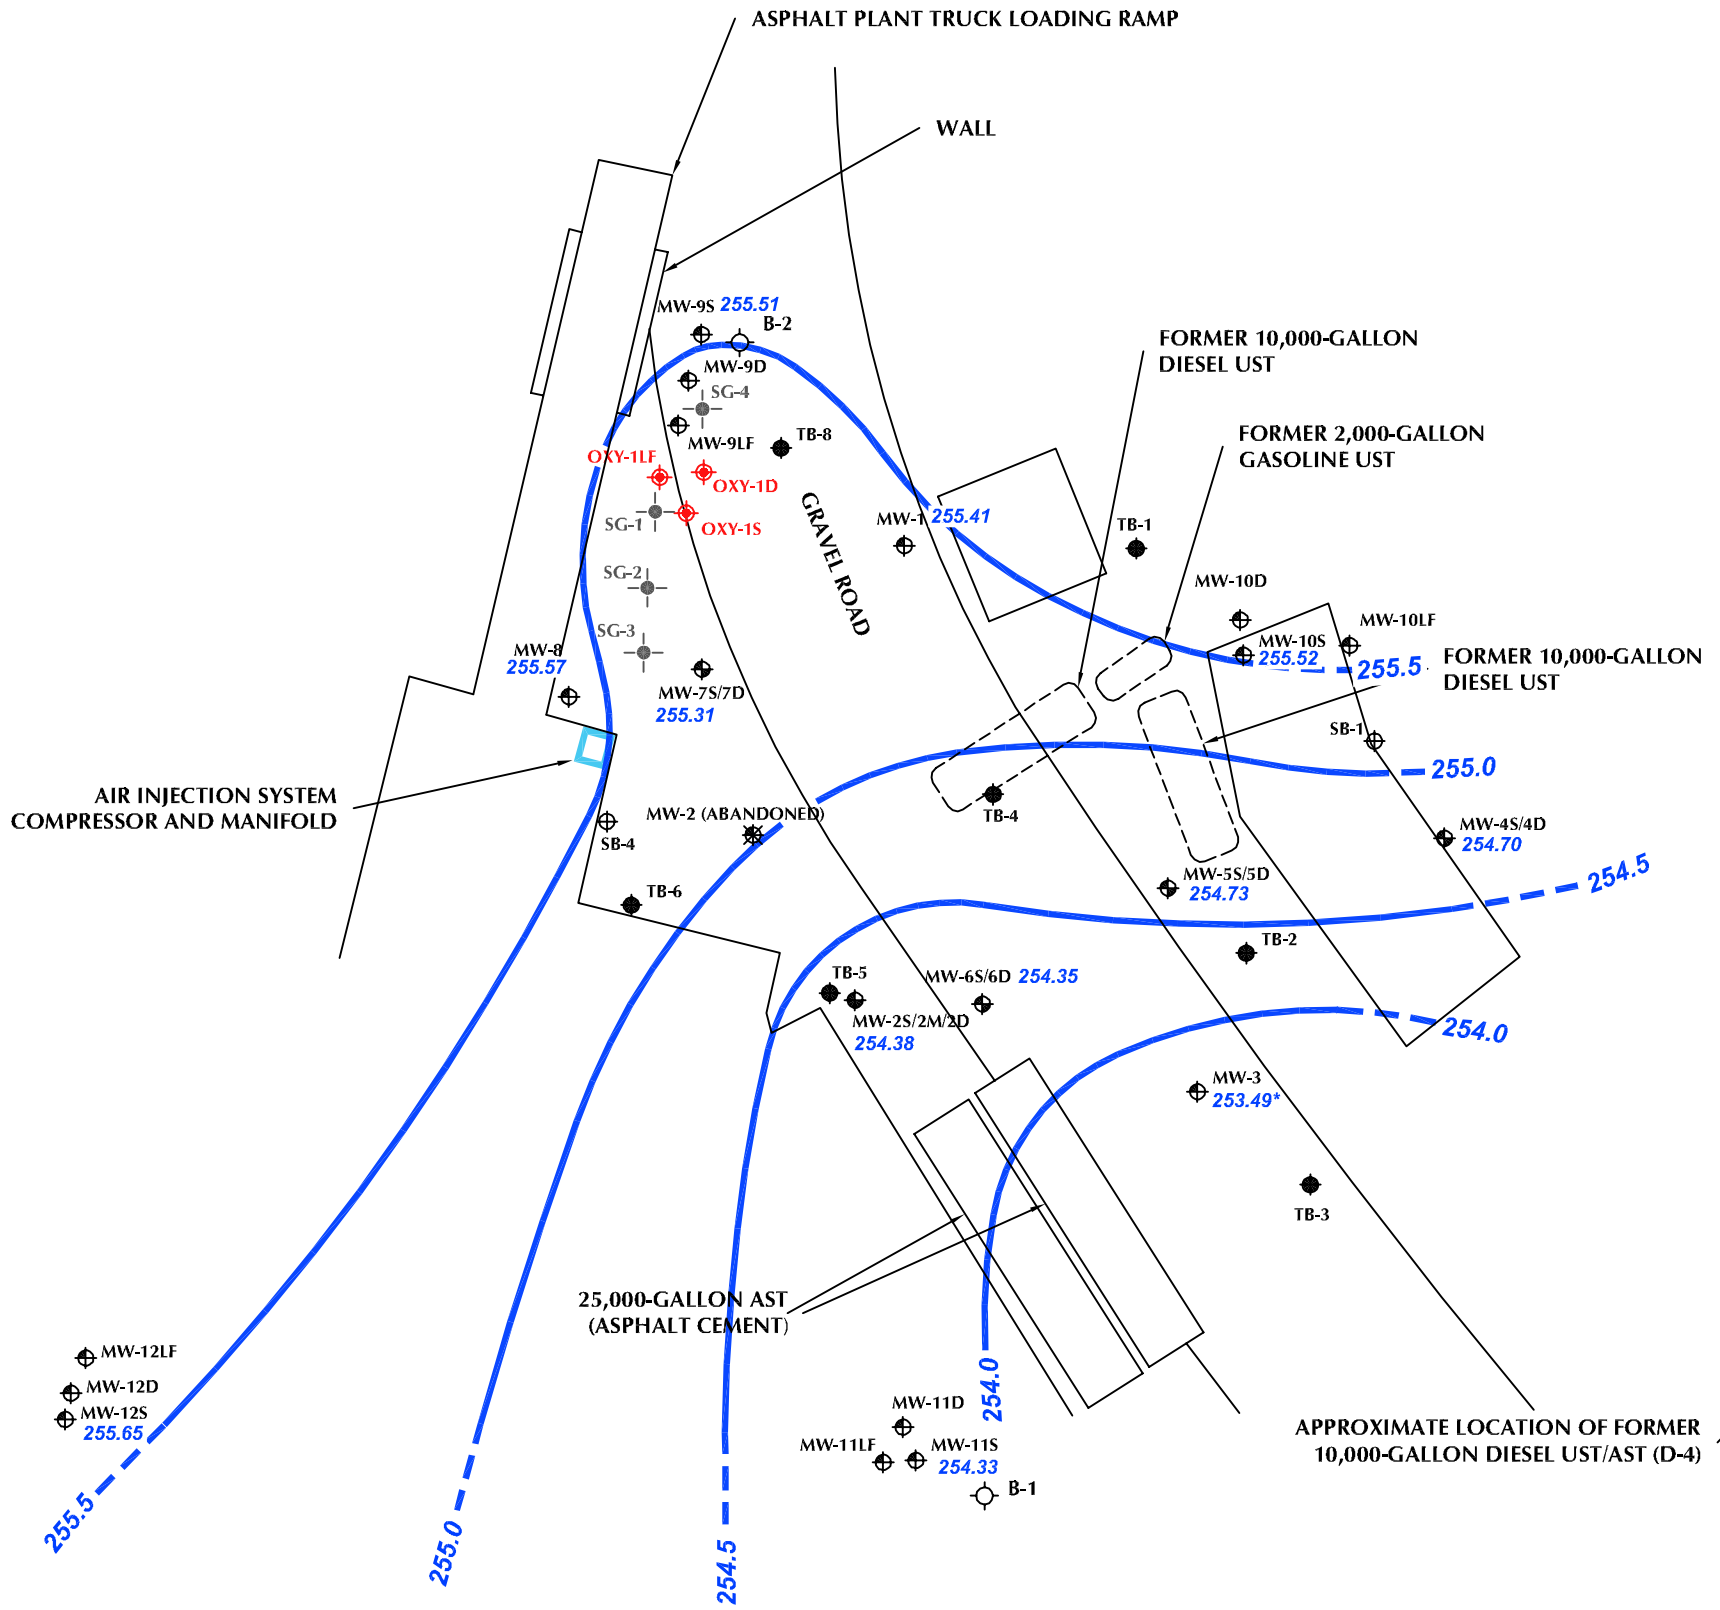 ASPHALT PLANT TRUCK LOADING RAMP
WALL
MW-9S 255.51
B-2
MW-9D
SG-4
MW-9LF
TB-8
OXY-1LF
OXY-1D
SG-1
OXY-1S
GRAVEL ROAD
FORMER 10,000-GALLON
DIESEL UST
FORMER 2,000-GALLON
GASOLINE UST
MW-1 255.41
TB-1
SG-2
MW-10D
SG-3
MW-10LF
MW-10S
255.52
255.5
MW-8
255.57
FORMER 10,000-GALLON
DIESEL UST
MW-7S/7D
255.31
SB-1
255.0
AIR INJECTION SYSTEM
COMPRESSOR AND MANIFOLD
MW-2 (ABANDONED)
SB-4
TB-4
MW-4S/4D
254.70
MW-5S/5D
254.73
254.5
TB-6
TB-2
TB-5
MW-6S/6D 254.35
MW-2S/2M/2D
254.38
254.0
MW-3
253.49*
TB-3
25,000-GALLON AST
(ASPHALT CEMENT)
MW-12LF
MW-12D
MW-12S
255.65
254.0
MW-11D
MW-11LF
MW-11S
254.33
B-1
APPROXIMATE LOCATION OF FORMER
10,000-GALLON DIESEL UST/AST (D-4)
255.5
255.0
254.5